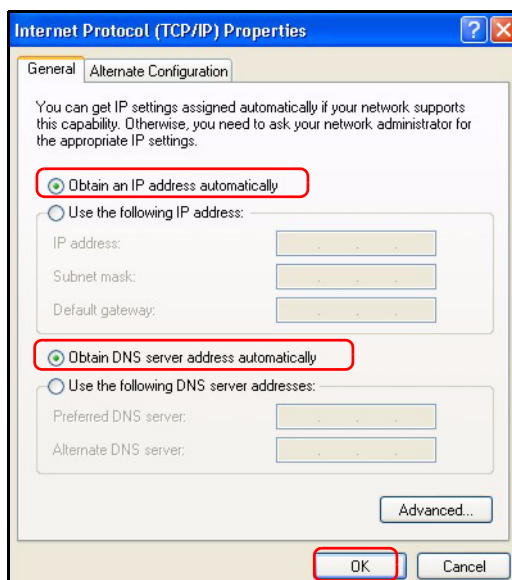 Internet Protocol (TCP/IP) Properties
General
Alternate Configuration
You can get IP settings assigned automatically if your network supports
this capability. Otherwise, you need to ask your network administrator for
the appropriate IP settings.
Obtain an IP address automatically
Use the following IP address:
IP address:
Subnet mask:
Default gateway:
Obtain DNS server address automatically
Use the following DNS server addresses:
Preferred DNS server:
Alternate DNS server:
Advanced...
OK
Cancel